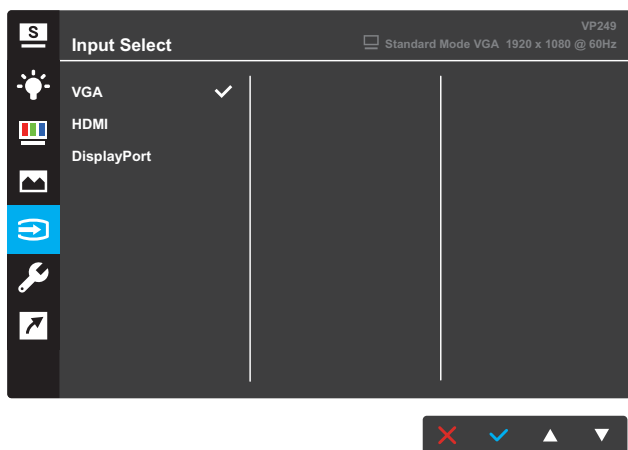 S
VP249
Input Select
Standard Mode VGA 1920 x 1080 @ 60Hz
VGA
HDMI
DisplayPort